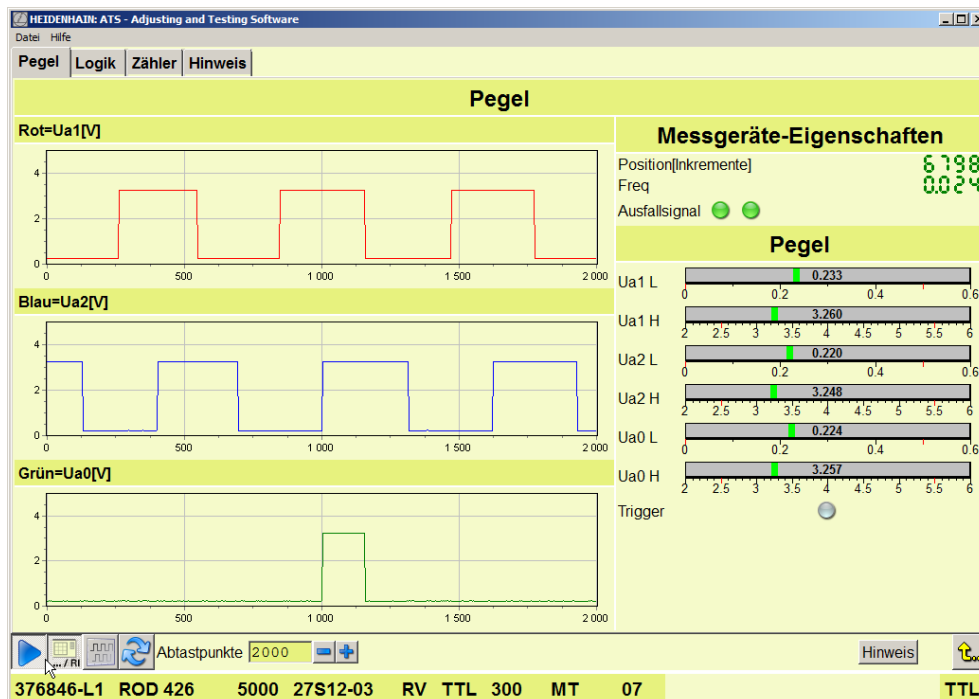 HEIDENHAIN: ATS - Adjusting and Testing Software
Datei Hilfe
Pegel Logik Zähler Hinweis
Pegel
Rot=Ua1[V]
4
2
0
0 500 1 000 1 500 2 000
Blau=Ua2[V]
4
2
0
0 500 1 000 1 500 2 000
Grün=Ua0[V]
4
2
0
0 500 1 000 1 500 2 000
Messgeräte-Eigenschaften
Position[Inkremente] 6798
Freq 0.024
Ausfallsignal
Pegel
Ua1 L 0.233
0 0.2 0.4 0.6
Ua1 H 3.260
2 2.5 3 3.5 4 4.5 5 5.5 6
Ua2 L 0.220
0 0.2 0.4 0.6
Ua2 H 3.248
2 2.5 3 3.5 4 4.5 5 5.5 6
Ua0 L 0.224
0 0.2 0.4 0.6
Ua0 H 3.257
2 2.5 3 3.5 4 4.5 5 5.5 6
Trigger
... / RI
Abtastpunkte 2000
Hinweis
376846-L1 ROD 426 5000 27S12-03 RV TTL 300 MT 07 TTL